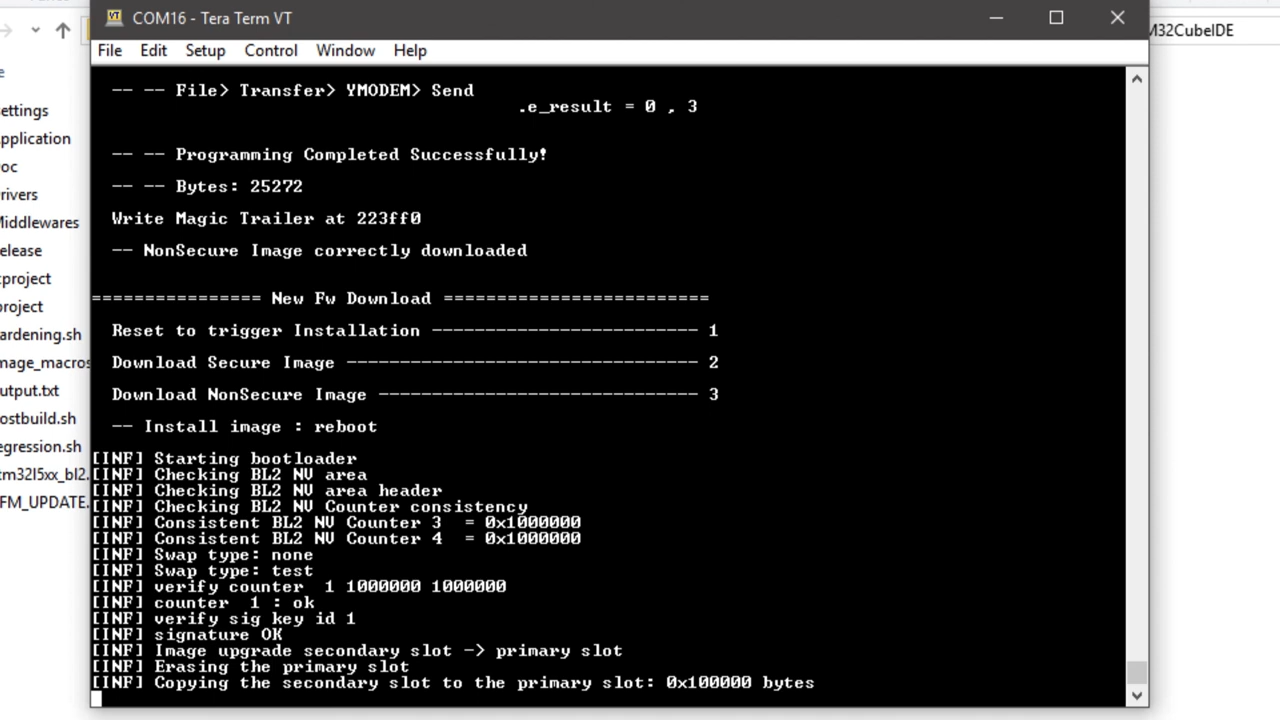 COM16 - Tera Term VT
M32CubeIDE
File Edit Setup Control Window Help
e
ettings
pplication
oc
rivers
Middlewares
elease
project
project
ardening.sh
mage_macros
utput.txt
ostbuild.sh
egression.sh
tm32l5xx_bl2.
FM_UPDATE.
-- -- File> Transfer> YMODEM> Send
.e_result = 0 , 3
-- -- Programming Completed Successfully!
-- -- Bytes: 25272
Write Magic Trailer at 223ff0
-- NonSecure Image correctly downloaded
================ New Fw Download =========================
Reset to trigger Installation ------------------------- 1
Download Secure Image --------------------------------- 2
Download NonSecure Image ------------------------------ 3
-- Install image : reboot
[INF] Starting bootloader
[INF] Checking BL2 NV area
[INF] Checking BL2 NV area header
[INF] Checking BL2 NV Counter consistency
[INF] Consistent BL2 NV Counter 3  = 0x1000000
[INF] Consistent BL2 NV Counter 4  = 0x1000000
[INF] Swap type: none
[INF] Swap type: test
[INF] verify counter  1 1000000 1000000
[INF] counter  1 : ok
[INF] verify sig key id 1
[INF] signature OK
[INF] Image upgrade secondary slot -> primary slot
[INF] Erasing the primary slot
[INF] Copying the secondary slot to the primary slot: 0x100000 bytes